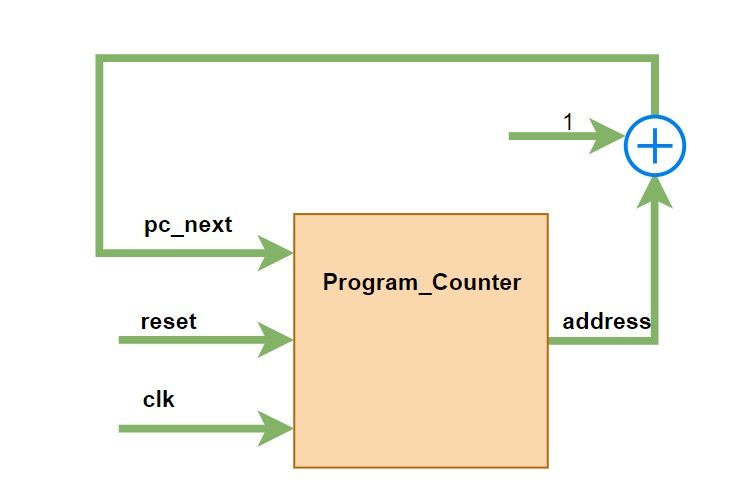 1
pc_next
Program_Counter
reset
address
clk